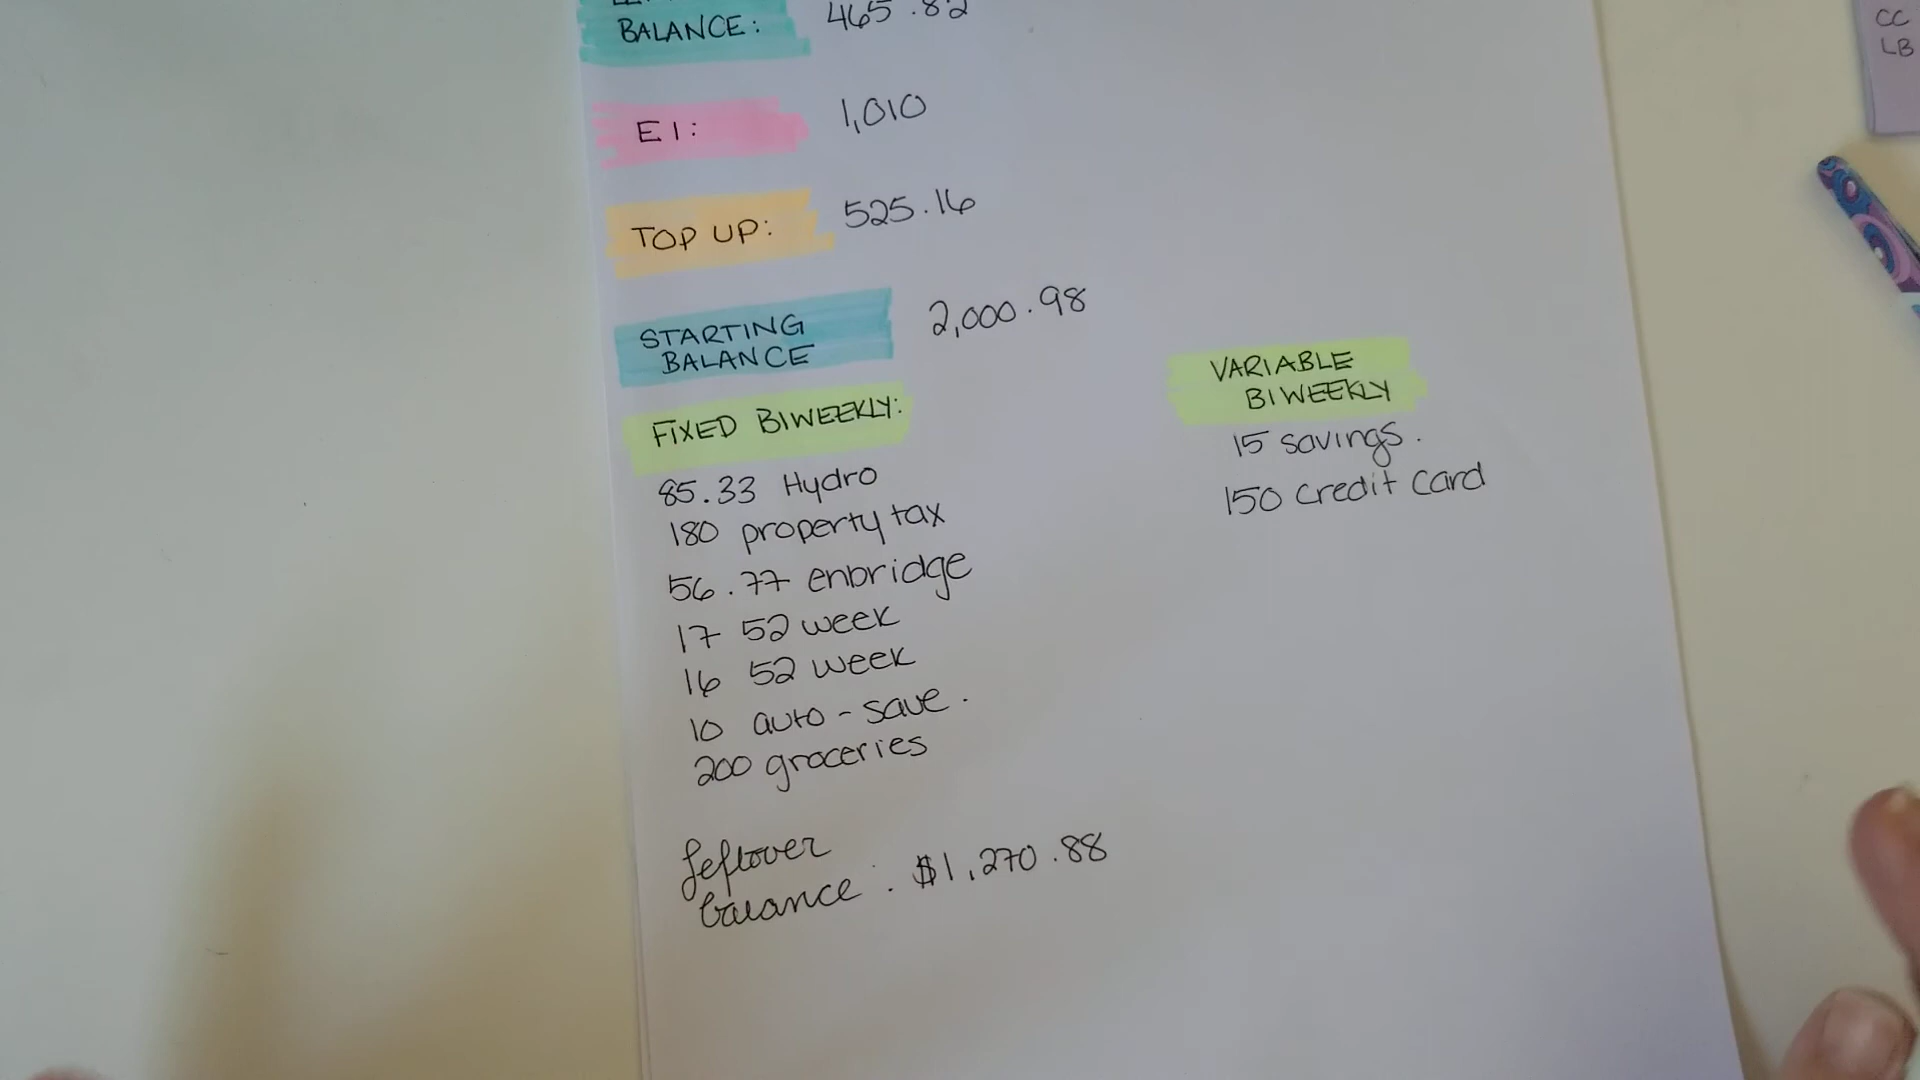 BALANCE: 465.82
EI: 1,010
TOP UP: 525.16
STARTING
BALANCE 2,000.98
FIXED BIWEEKLY:
85.33 Hydro
180 property tax
56.77 enbridge
17 52 week
16 52 week
10 auto-save.
200 groceries
VARIABLE
BIWEEKLY
15 savings.
150 credit card
leftover
balance: $1,270.88
CC
LB